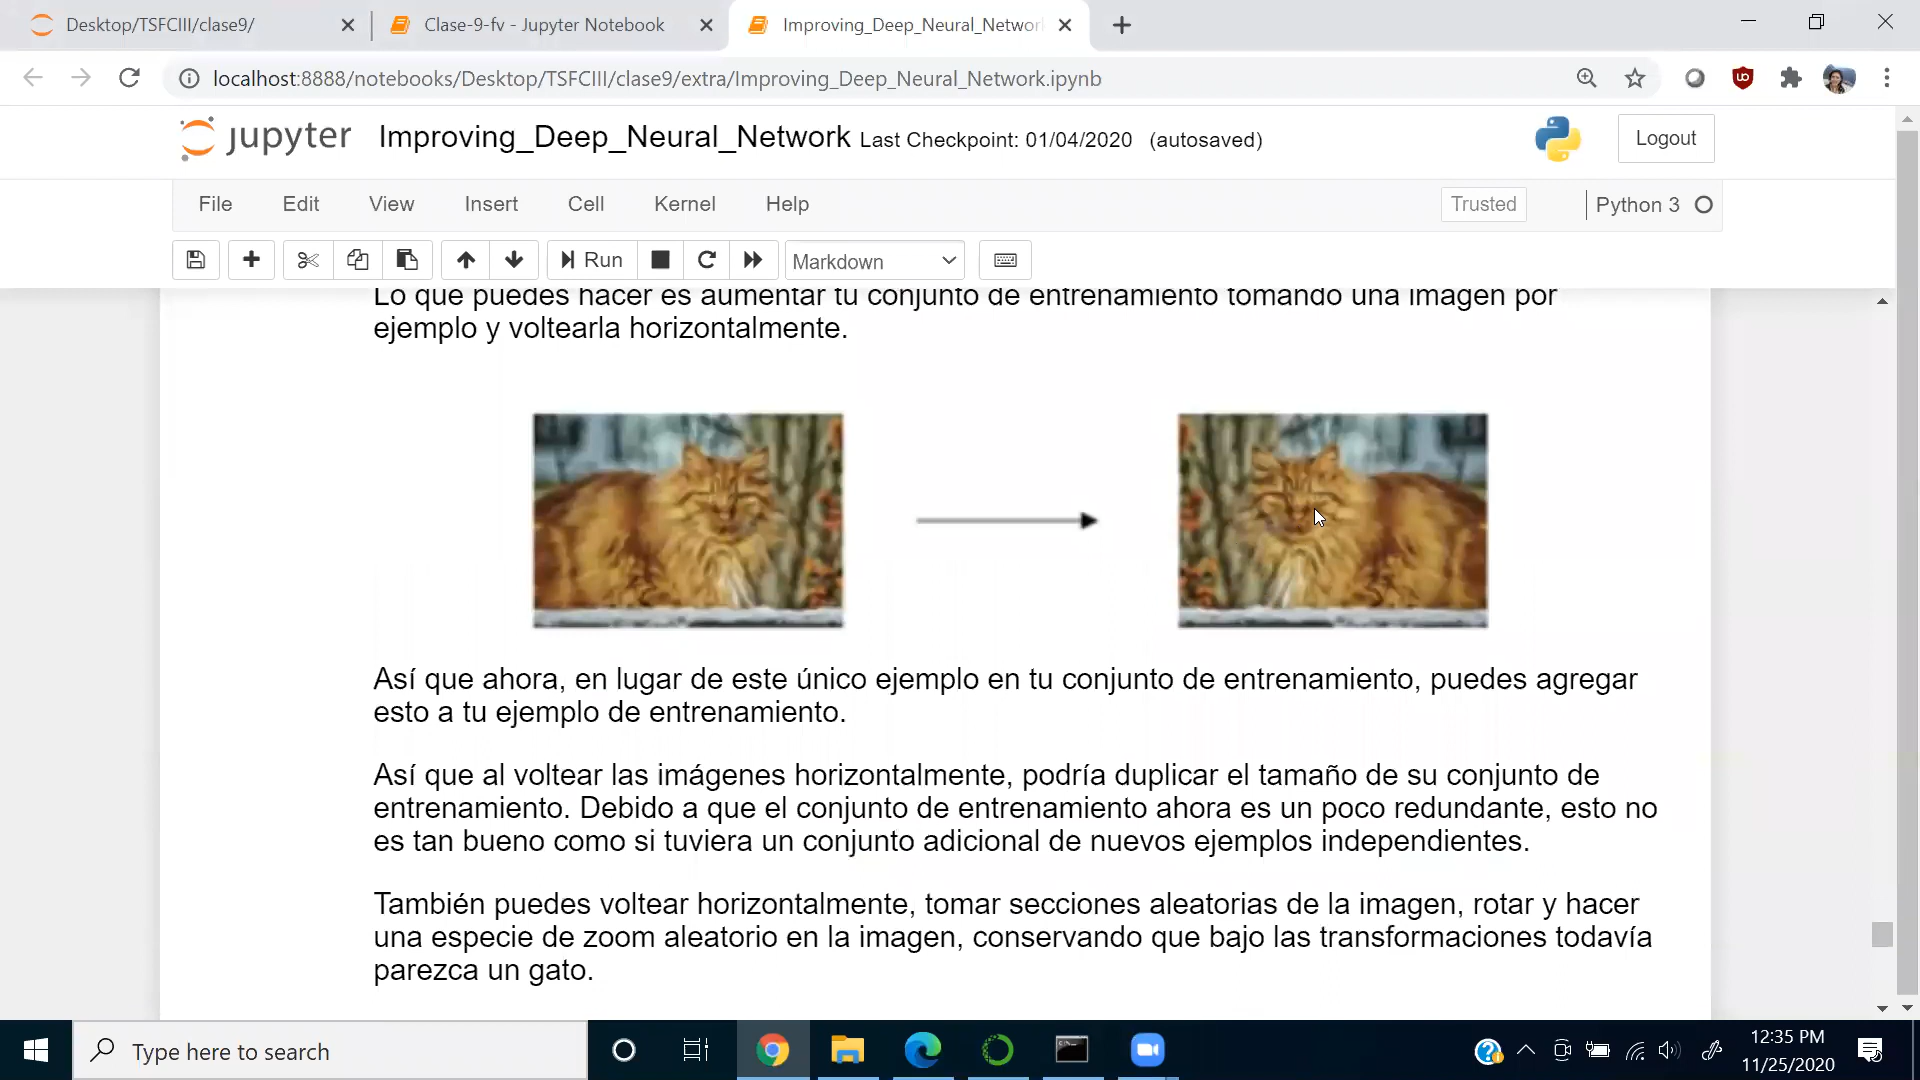 Desktop/TSFCIII/clase9/
Clase-9-fv - Jupyter Notebook
Improving_Deep_Neural_Networ
localhost:8888/notebooks/Desktop/TSFCIII/clase9/extra/Improving_Deep_Neural_Network.ipynb
jupyter Improving_Deep_Neural_Network Last Checkpoint: 01/04/2020 (autosaved)
Logout
File Edit View Insert Cell Kernel Help
Trusted
Python 3
Run
Markdown
Lo que puedes hacer es aumentar tu conjunto de entrenamiento tomando una imagen por
ejemplo y voltearla horizontalmente.
Así que ahora, en lugar de este único ejemplo en tu conjunto de entrenamiento, puedes agregar
esto a tu ejemplo de entrenamiento.
Así que al voltear las imágenes horizontalmente, podría duplicar el tamaño de su conjunto de
entrenamiento. Debido a que el conjunto de entrenamiento ahora es un poco redundante, esto no
es tan bueno como si tuviera un conjunto adicional de nuevos ejemplos independientes.
También puedes voltear horizontalmente, tomar secciones aleatorias de la imagen, rotar y hacer
una especie de zoom aleatorio en la imagen, conservando que bajo las transformaciones todavía
parezca un gato.
Type here to search
12:35 PM
11/25/2020